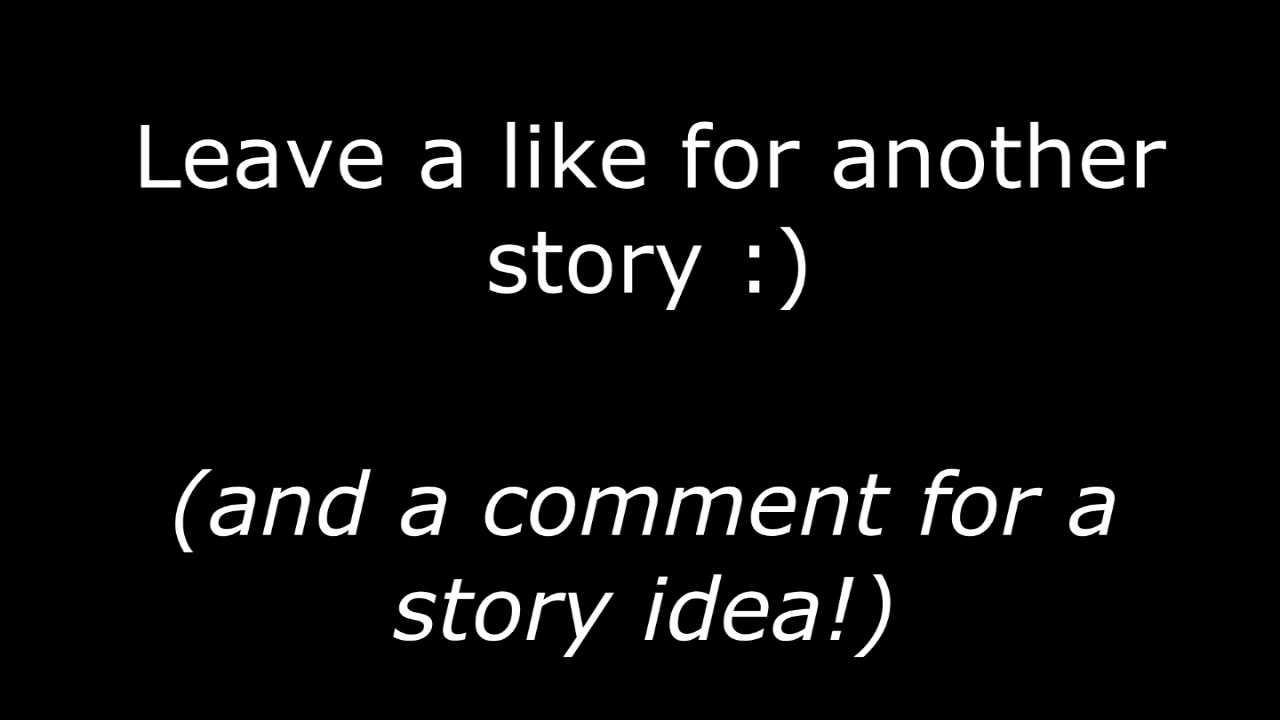 Leave a like for another
story :)
(and a comment for a
story idea!)